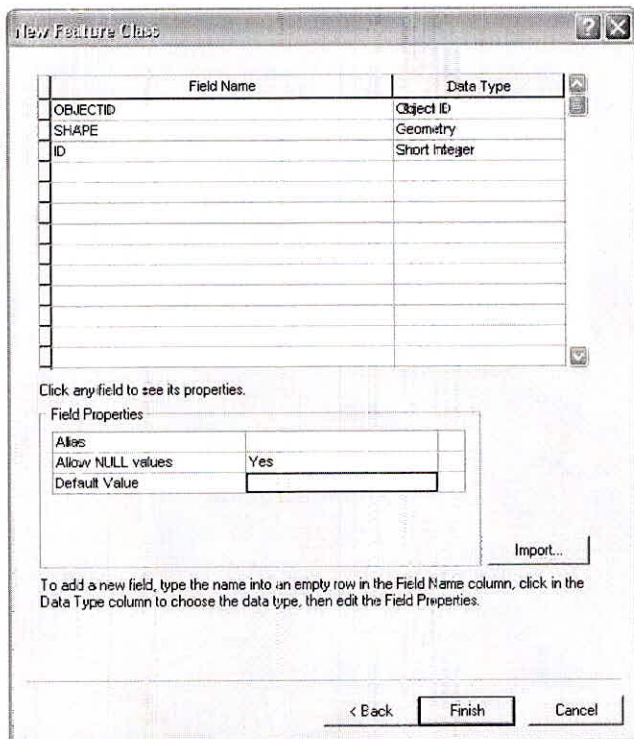 New Feature Class
Field Name Data Type
OBJECTID Object ID
SHAPE Geometry
ID Short Integer
Click any field to see its properties.
Field Properties
Alias
Allow NULL values Yes
Default Value
Import...
To add a new field, type the name into an empty row in the Field Name column, click in the
Data Type column to choose the data type, then edit the Field Properties.
< Back Finish Cancel